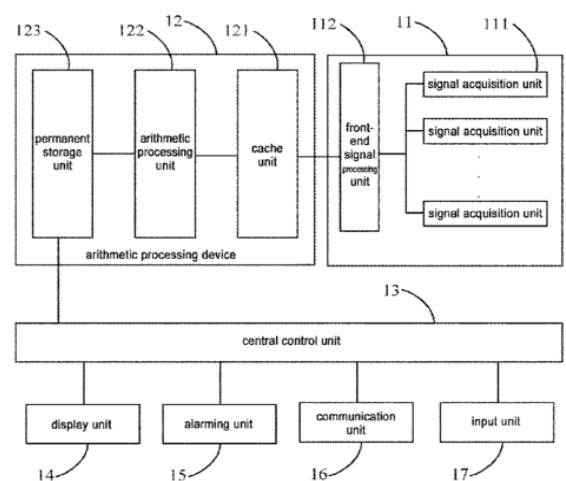 123
122
12
121
112
11
111
permanent
storage
unit
arithmetic
processing
unit
cache
unit
front-
end
signal
processing
unit
signal acquisition unit
signal acquisition unit
signal acquisition unit
arithmetic processing device
13
central control unit
display unit
alarming unit
communication
unit
input unit
14
15
16
17